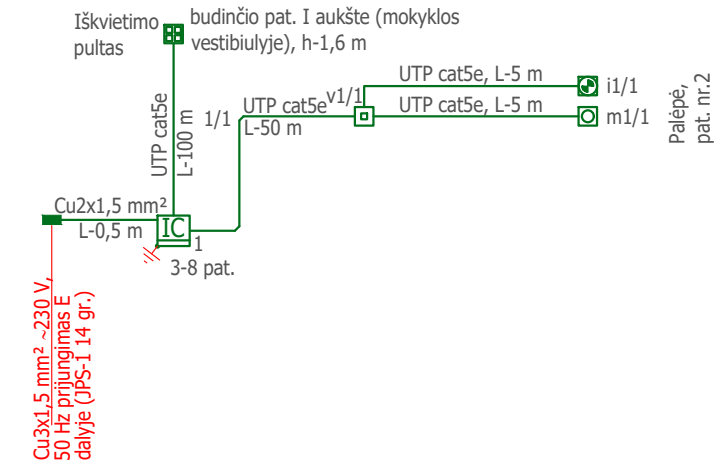 Iškvietimo
pultas
budinčio pat. I aukšte (mokyklos
vestibiulyje), h-1,6 m
UTP cat5e
L-100 m
1/1
UTP cat5e
L-50 m
v1/1
UTP cat5e, L-5 m
i1/1
UTP cat5e, L-5 m
m1/1
Palėpė,
pat. nr.2
Cu2x1,5 mm²
L-0,5 m
IC
1
3-8 pat.
Cu3x1,5 mm² ~230 V,
50 Hz prijungimas E
dalyje (JPS-1 14 gr.)